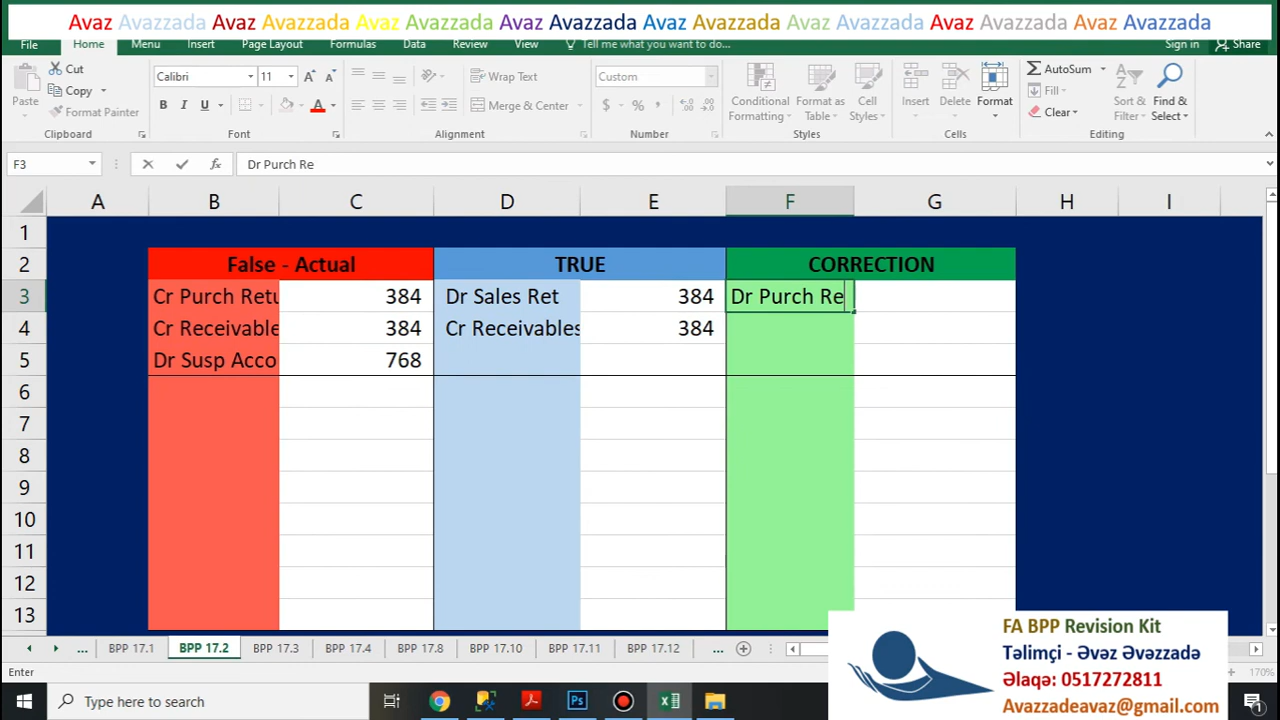 Avaz Avazzada Avaz Avazzada Avaz Avazzada Avaz Avazzada Avaz Avazzada Avaz Avazzada Avaz Avazzada Avaz Avazzada
File Home Menu Insert Page Layout Formulas Data Review View Tell me what you want to do... Sign in Share
Paste Cut Copy Format Painter Clipboard
Calibri 11 A A B I U A Font
Wrap Text Merge & Center Alignment
Custom $ % , Number
Conditional Formatting Format as Table Cell Styles Styles
Insert Delete Format Cells
AutoSum Fill Clear Sort & Filter Find & Select Editing
F3 fx Dr Purch Re
A B C D E F G H I
1
2 False - Actual TRUE CORRECTION
3 Cr Purch Retu 384 Dr Sales Ret 384 Dr Purch Re
4 Cr Receivable 384 Cr Receivables 384
5 Dr Susp Acco 768
6
7
8
9
10
11
12
13
... BPP 17.1 BPP 17.2 BPP 17.3 BPP 17.4 BPP 17.8 BPP 17.10 BPP 17.11 BPP 17.12 ...
Enter 170%
FA BPP Revision Kit
Təlimçi - Əvəz Əvəzzadə
Əlaqə: 0517272811
Avazzadeavaz@gmail.com
Type here to search
1